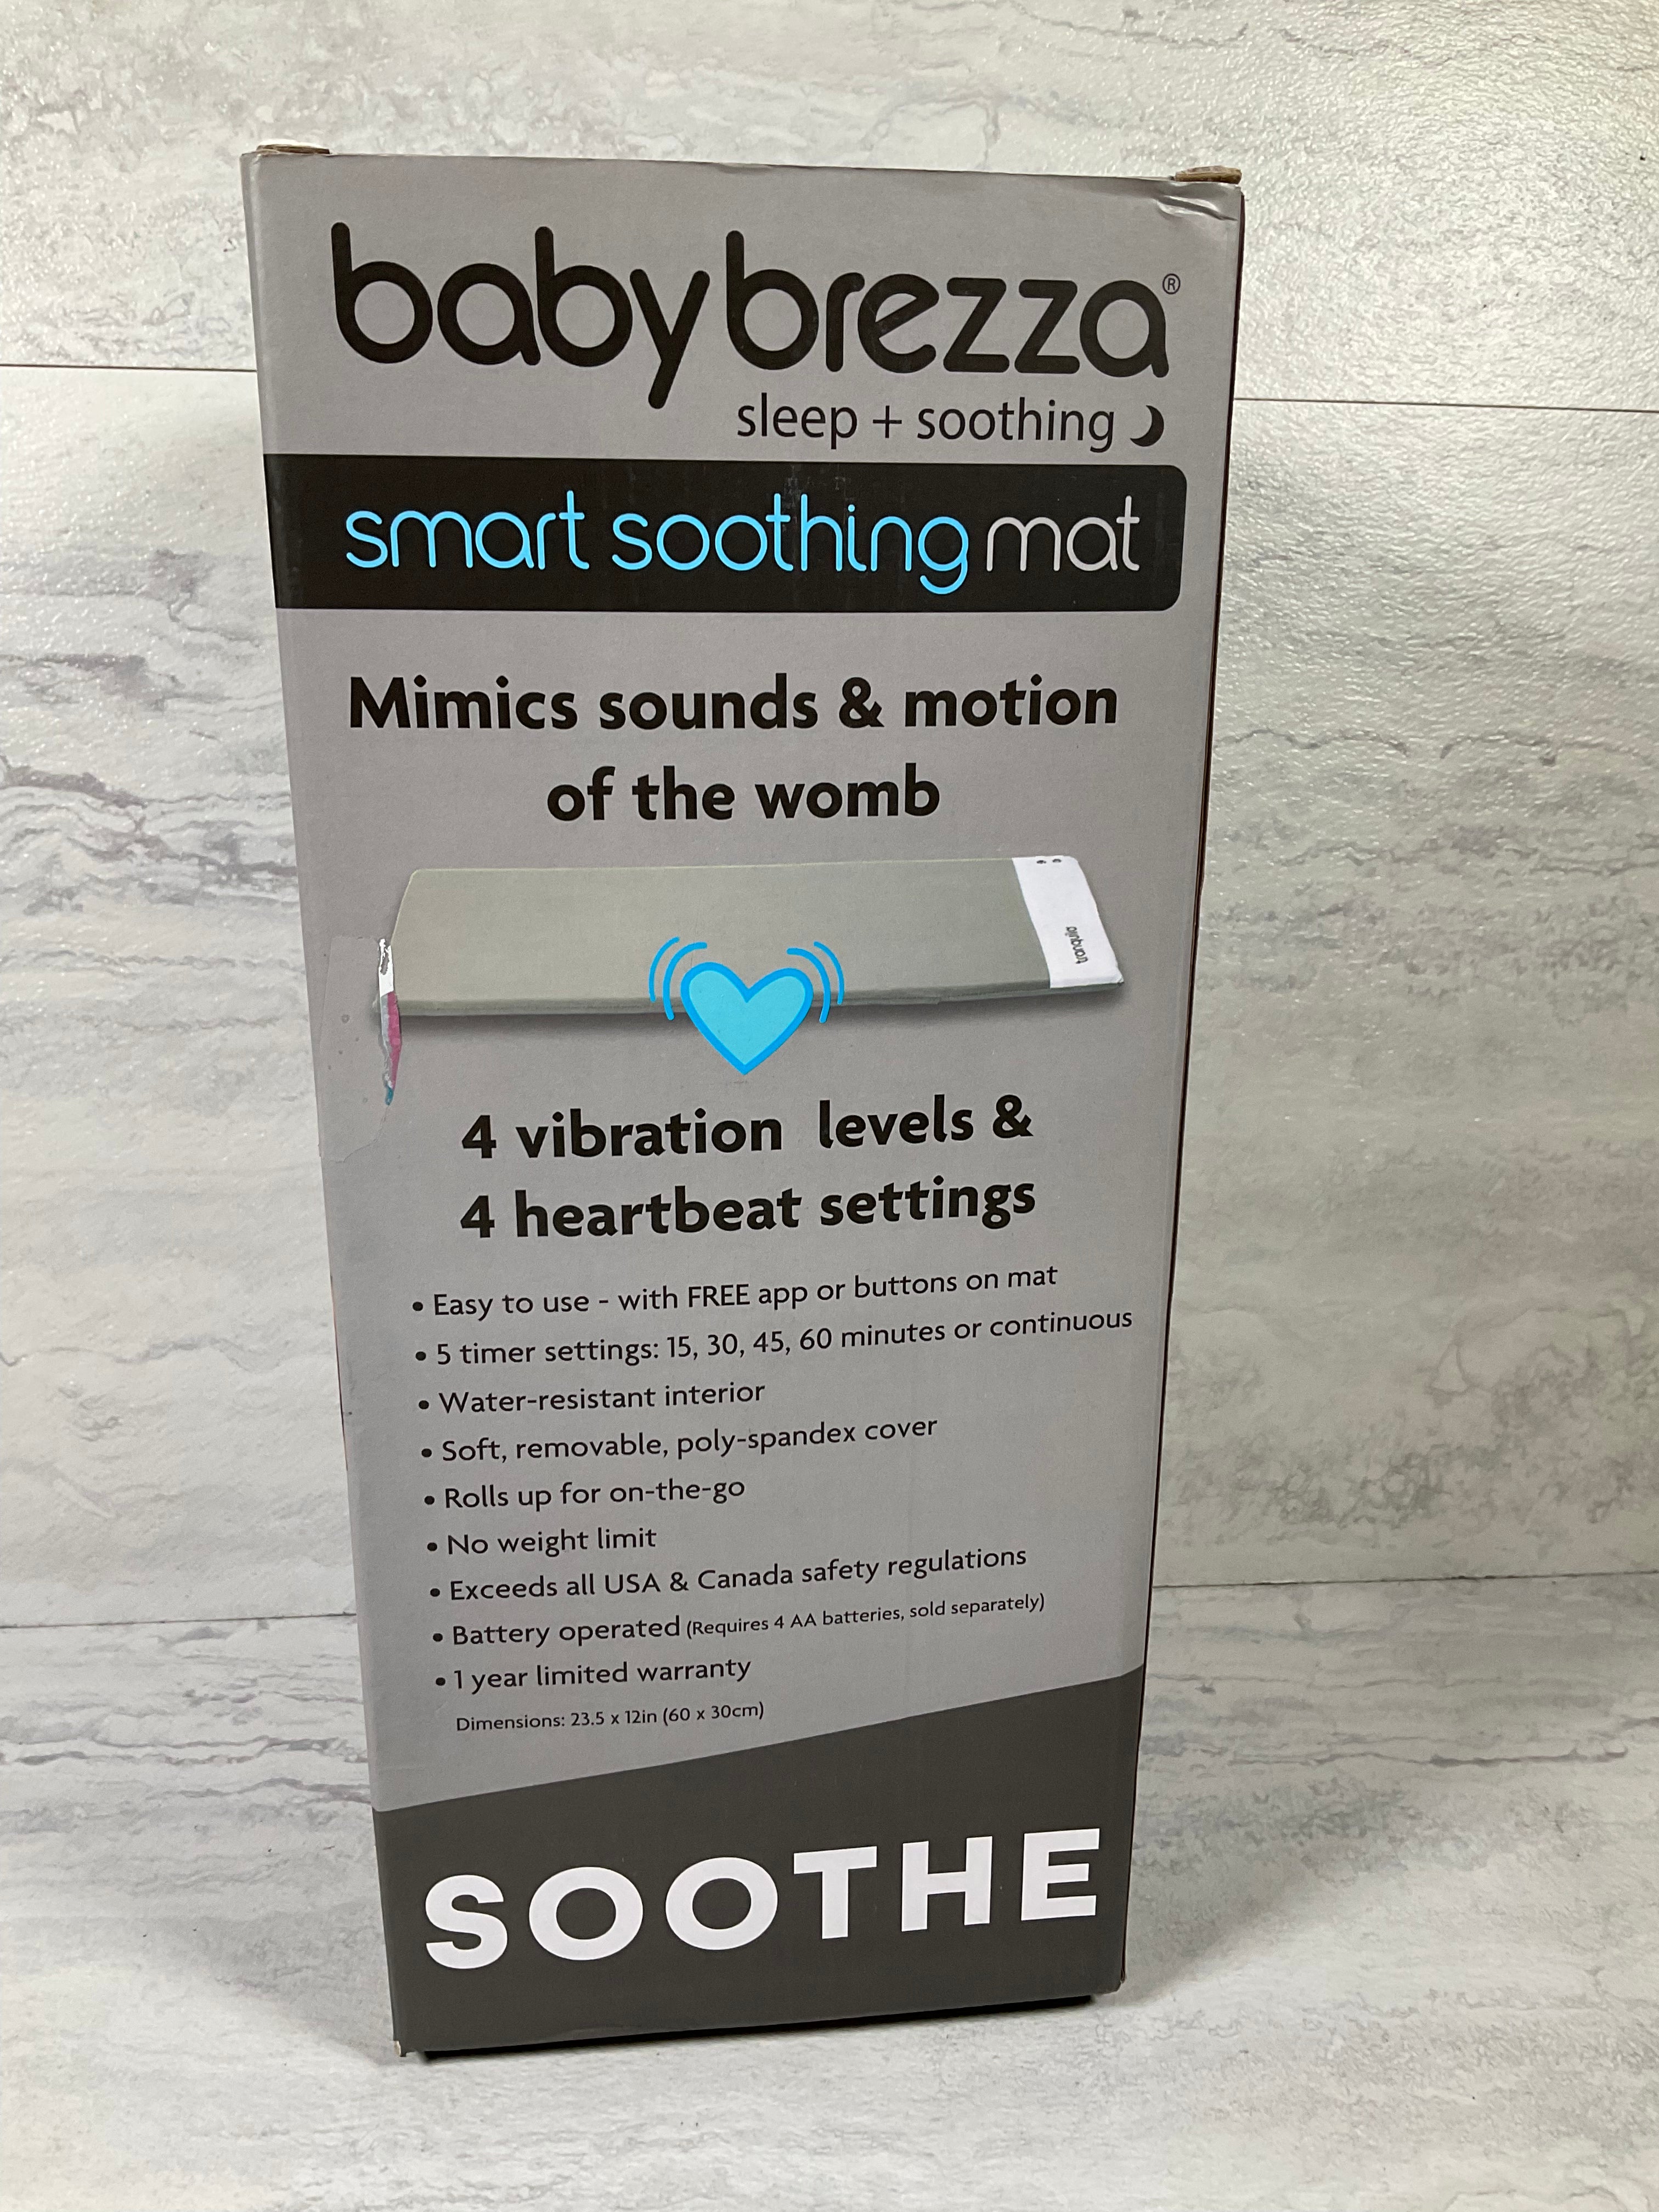 babybrezza®
sleep + soothing
smart soothing mat
Mimics sounds & motion
of the womb
tranquilo
4 vibration levels &
4 heartbeat settings
• Easy to use - with FREE app or buttons on mat
• 5 timer settings: 15, 30, 45, 60 minutes or continuous
• Water-resistant interior
• Soft, removable, poly-spandex cover
• Rolls up for on-the-go
• No weight limit
• Exceeds all USA & Canada safety regulations
• Battery operated (Requires 4 AA batteries, sold separately)
• 1 year limited warranty
Dimensions: 23.5 x 12in (60 x 30cm)
SOOTHE